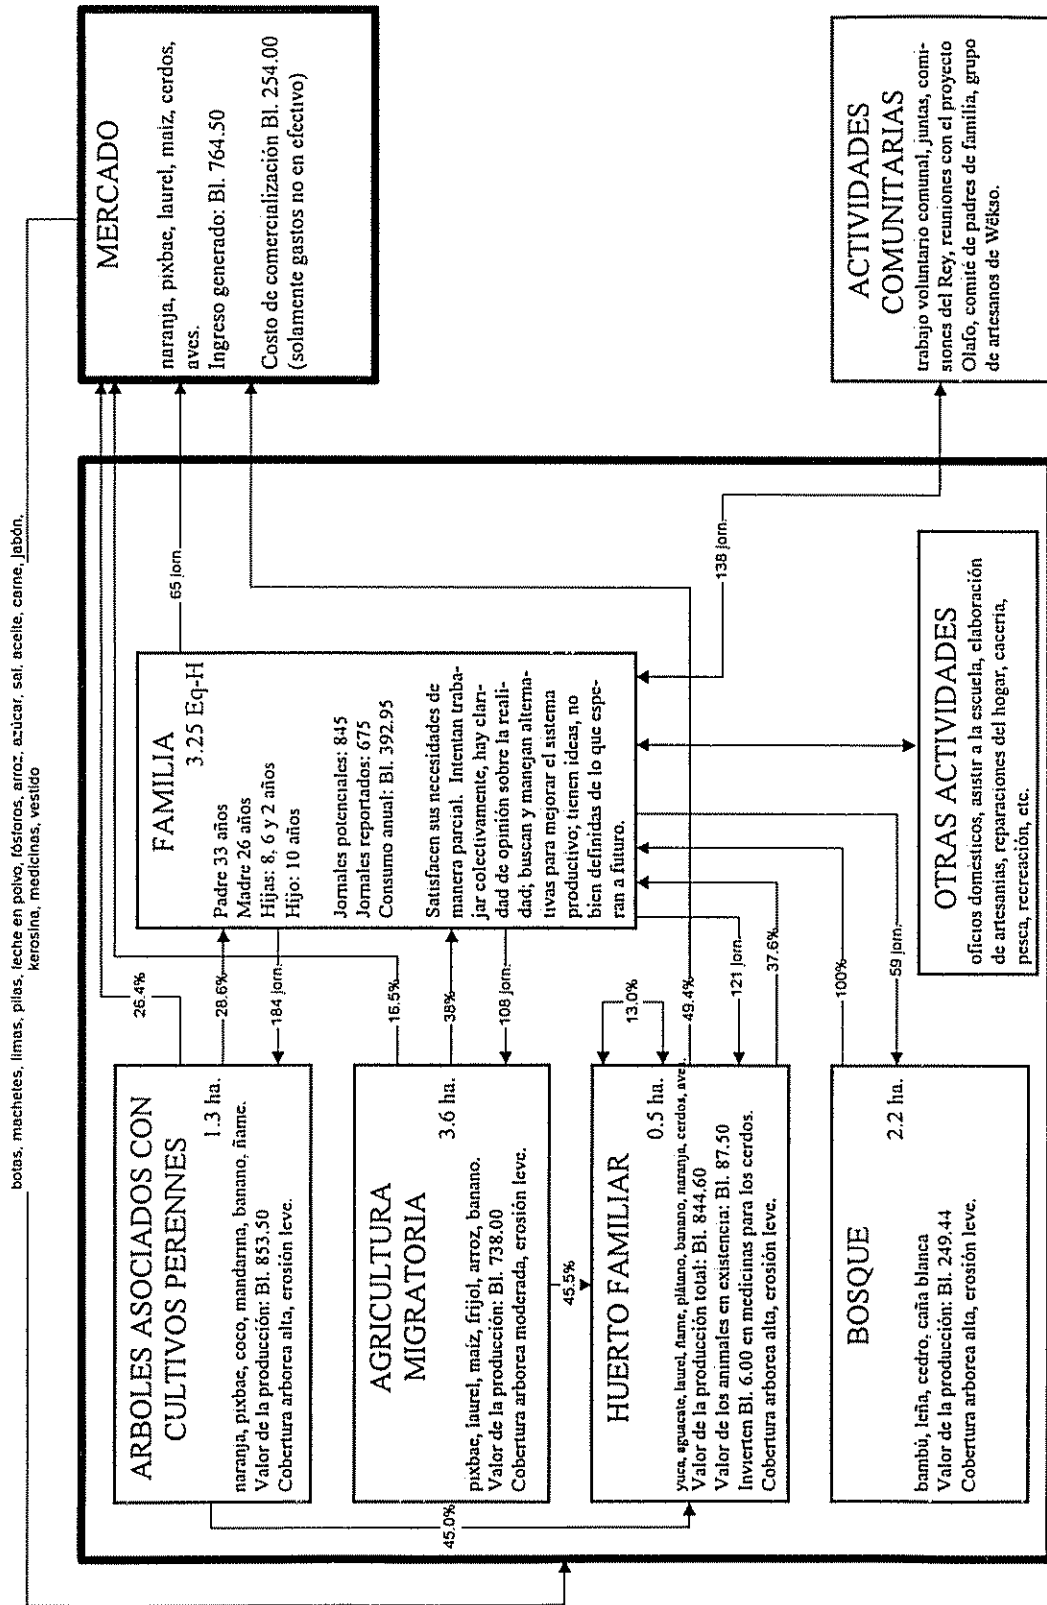 botas, machetes, limas, pilas, leche en polvo, fósforos, arroz, azúcar, sal, aceite, carne, jabón,
kerosina, medicinas, vestido
ARBOLES ASOCIADOS CON
CULTIVOS PERENNES
1.3 ha.
naranja, pixbae, coco, mandarina, banano, ñame.
Valor de la producción: Bl. 853.50
Cobertura arborea alta, erosión leve.
AGRICULTURA
MIGRATORIA
3.6 ha.
pixbae, laurel, maíz, frijol, arroz, banano.
Valor de la producción: Bl. 738.00
Cobertura arborea moderada, erosión leve.
HUERTO FAMILIAR
0.5 ha.
yuca, aguacate, laurel, ñame, plátano, banano, naranja, cerdos, ave.
Valor de la producción total: Bl. 844.60
Valor de los animales en existencia: Bl. 87.50
Invierten Bl. 6.00 en medicinas para los cerdos.
Cobertura arborea alta, erosión leve.
BOSQUE
2.2 ha.
bambú, leña, cedro, caña blanca
Valor de la producción: Bl. 249.44
Cobertura arborea alta, erosión leve.
45.0%
45.5%
26.4%
28.6%
184 jorn.
16.5%
38%
108 jorn.
13.0%
49.4%
121 jorn.
37.6%
100%
59 jorn.
FAMILIA
3.25 Eq-H
Padre 33 años
Madre 26 años
Hijas: 8, 6 y 2 años
Hijo: 10 años
Jornales potenciales: 845
Jornales reportados: 675
Consumo anual: Bl. 392.95
Satisfacen sus necesidades de
manera parcial. Intentan traba-
jar colectivamente, hay clari-
dad de opinión sobre la reali-
dad; buscan y manejan alterna-
tivas para mejorar el sistema
productivo; tienen ideas, no
bien definidas de lo que espe-
ran a futuro.
OTRAS ACTIVIDADES
oficios domésticos, asistir a la escuela, elaboración
de artesanias, reparaciones del hogar, caceria,
pesca, recreación, etc.
65 jorn.
138 jorn.
MERCADO
naranja, pixbae, laurel, maiz, cerdos,
aves.
Ingreso generado: Bl. 764.50
Costo de comercialización Bl. 254.00
(solamente gastos no en efectivo)
ACTIVIDADES
COMUNITARIAS
trabajo voluntario comunal, juntas, comi-
siones del Rey, reuniones con el proyecto
Olafo, comité de padres de família, grupo
de artesanos de Wëkso.